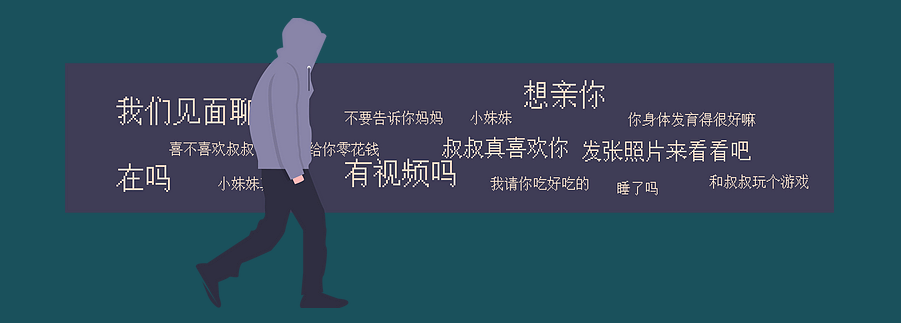 想亲你
我们见面聊
不要告诉你妈妈
小妹妹
你身体发育得很好嘛
喜不喜欢叔叔
给你零花钱
叔叔真喜欢你
发张照片来看看吧
在吗
小妹妹
有视频吗
我请你吃好吃的
睡了吗
和叔叔玩个游戏